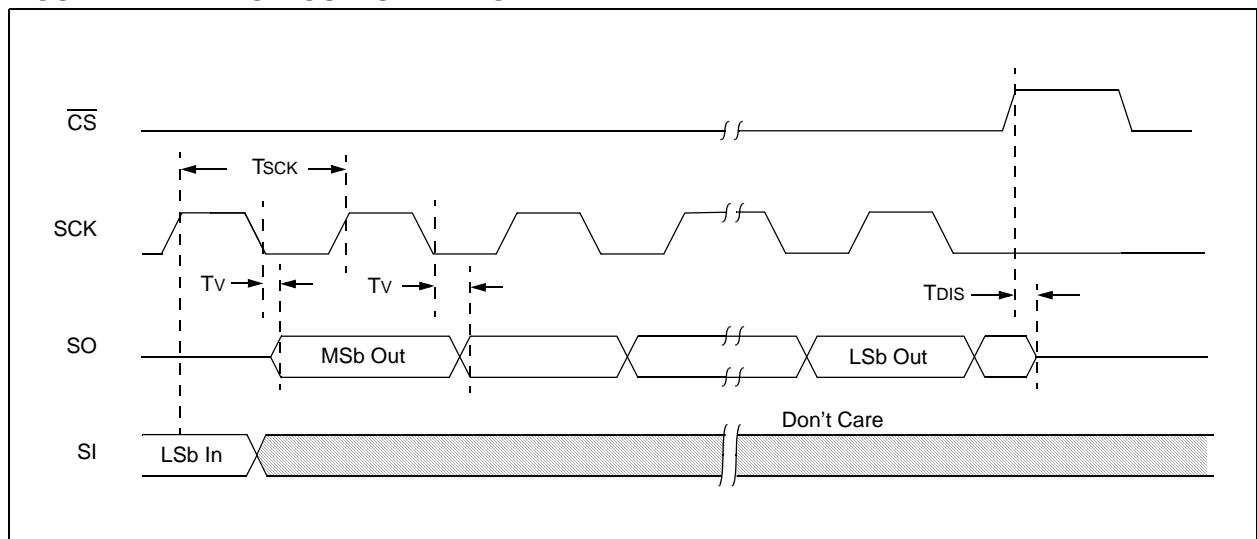 CS
TSCK
SCK
TV
TV
TDIS
SO
MSb Out
LSb Out
Don't Care
SI
LSb In